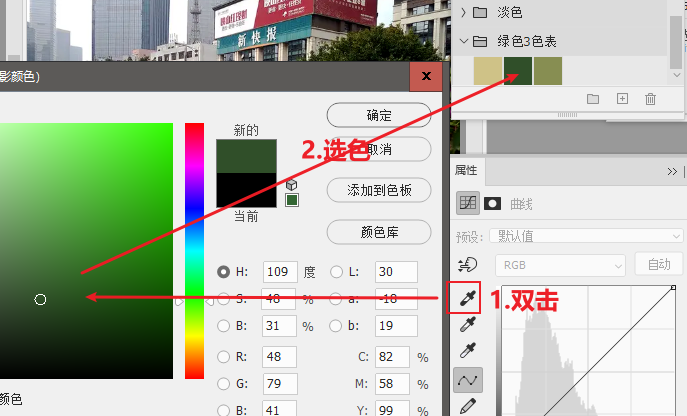 淡色
绿色3色表
新快报
影颜色)
x
新的
当前
确定
取消
添加到色板
颜色库
2.选色
H: 109 度
S: 48 %
B: 31 %
R: 48
G: 79
B: 41
L: 30
a: -18
b: 19
C: 82 %
M: 58 %
Y: 99 %
颜色
属性
曲线
预设: 默认值
RGB
自动
1.双击